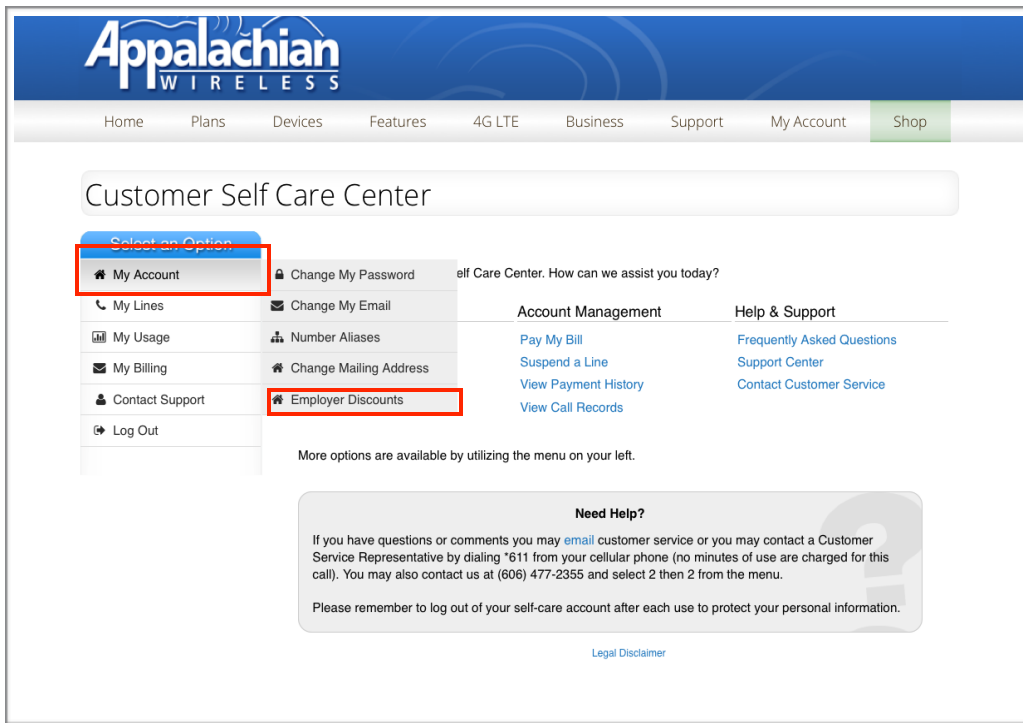 Appalachian
WIRELESS
Home Plans Devices Features 4G LTE Business Support My Account Shop
Customer Self Care Center
Select an Option
My Account
My Lines
My Usage
My Billing
Contact Support
Log Out
Change My Password
Change My Email
Number Aliases
Change Mailing Address
Employer Discounts
elf Care Center. How can we assist you today?
Account Management
Pay My Bill
Suspend a Line
View Payment History
View Call Records
Help & Support
Frequently Asked Questions
Support Center
Contact Customer Service
More options are available by utilizing the menu on your left.
Need Help?
If you have questions or comments you may email customer service or you may contact a Customer
Service Representative by dialing *611 from your cellular phone (no minutes of use are charged for this
call). You may also contact us at (606) 477-2355 and select 2 then 2 from the menu.
Please remember to log out of your self-care account after each use to protect your personal information.
Legal Disclaimer